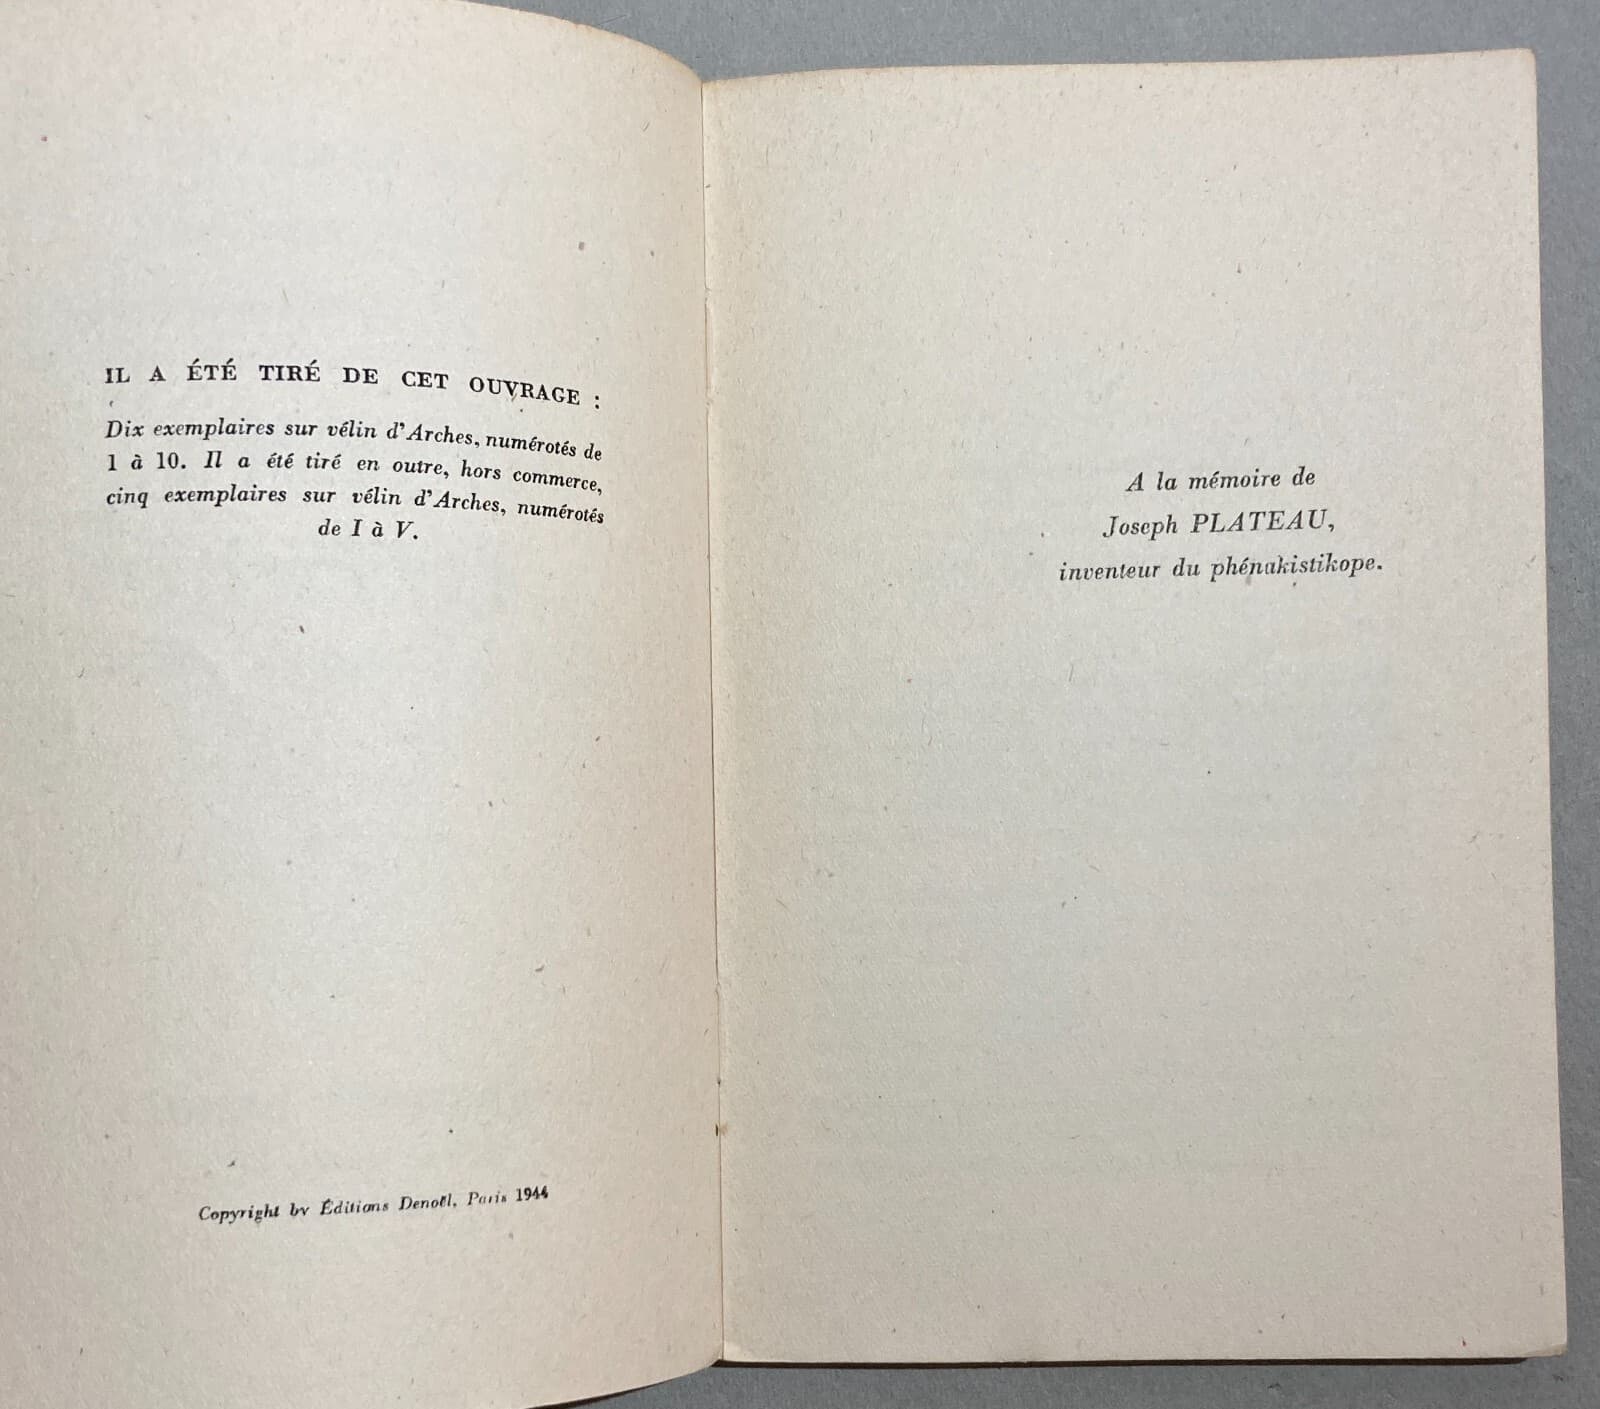 IL A ÉTÉ TIRÉ DE CET OUVRAGE :
Dix exemplaires sur vélin d'Arches, numérotés de
1 à 10. Il a été tiré en outre, hors commerce,
cinq exemplaires sur vélin d'Arches, numérotés
de I à V.
Copyright by Éditions Denoël, Paris 1944
A la mémoire de
Joseph PLATEAU,
inventeur du phénakistikope.